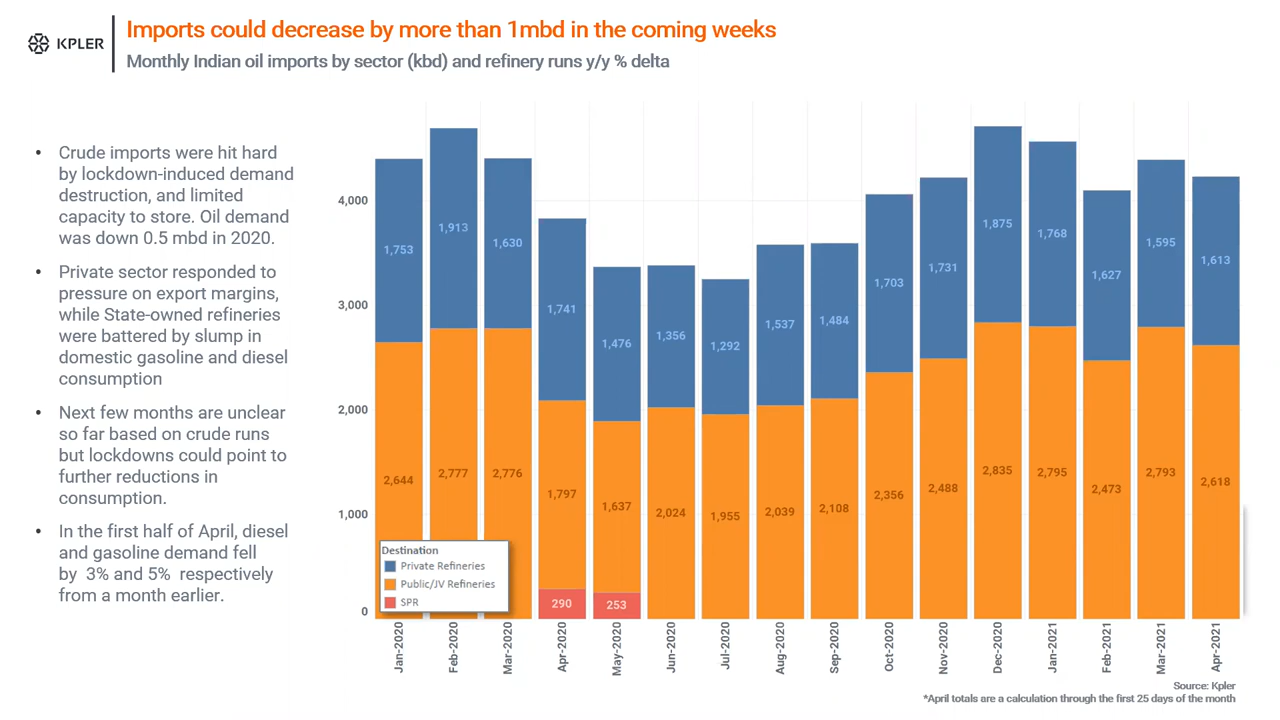 KPLER
Imports could decrease by more than 1mbd in the coming weeks
Monthly Indian oil imports by sector (kbd) and refinery runs y/y % delta
• Crude imports were hit hard
by lockdown-induced demand
destruction, and limited
capacity to store. Oil demand
was down 0.5 mbd in 2020.
• Private sector responded to
pressure on export margins,
while State-owned refineries
were battered by slump in
domestic gasoline and diesel
consumption
• Next few months are unclear
so far based on crude runs
but lockdowns could point to
further reductions in
consumption.
• In the first half of April, diesel
and gasoline demand fell
by 3% and 5% respectively
from a month earlier.
4,000
3,000
2,000
1,000
0
1,753
1,913
1,630
1,741
1,476
1,356
1,292
1,537
1,484
1,703
1,731
1,875
1,768
1,627
1,595
1,613
2,644
2,777
2,776
1,797
1,637
2,024
1,955
2,039
2,108
2,356
2,488
2,835
2,795
2,473
2,793
2,618
290
253
Destination
Private Refineries
Public/JV Refineries
SPR
Jan-2020
Feb-2020
Mar-2020
Apr-2020
May-2020
Jun-2020
Jul-2020
Aug-2020
Sep-2020
Oct-2020
Nov-2020
Dec-2020
Jan-2021
Feb-2021
Mar-2021
Apr-2021
Source: Kpler
*April totals are a calculation through the first 25 days of the month